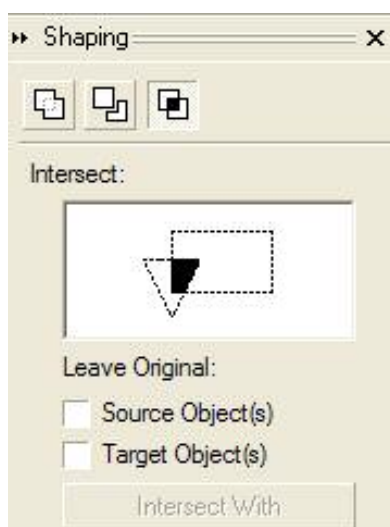 Shaping
Intersect:
Leave Original:
Source Object(s)
Target Object(s)
Intersect With